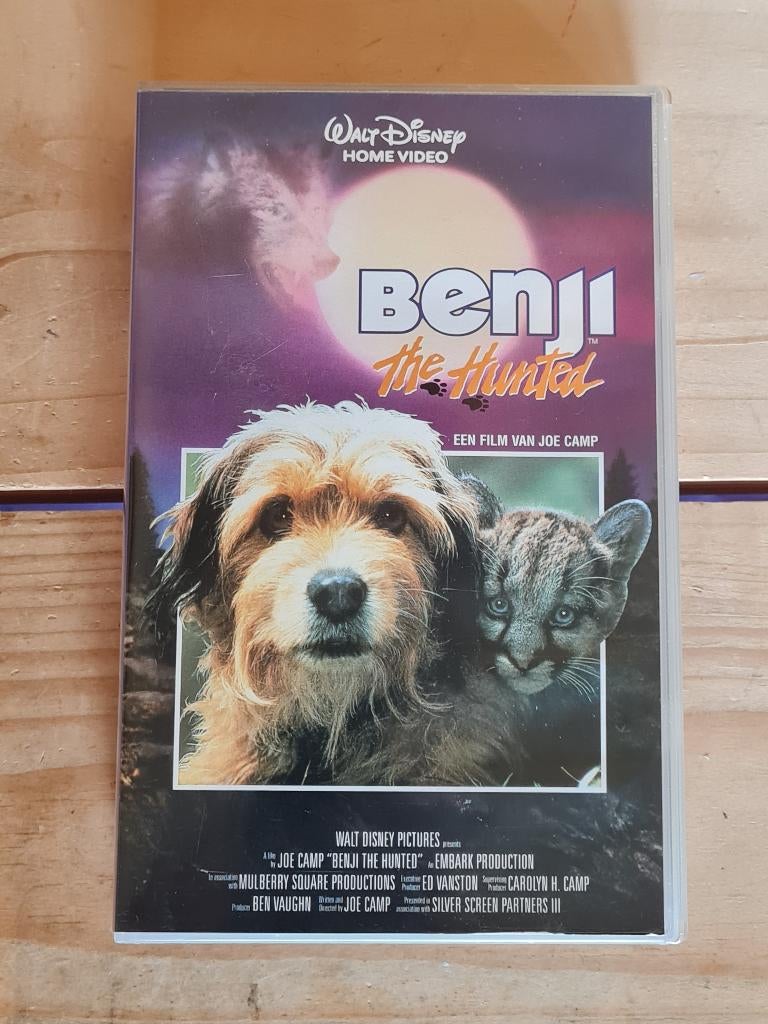 WALT DISNEY
HOME VIDEO
BENJI™
the Hunted
EEN FILM VAN JOE CAMP
WALT DISNEY PICTURES presents
A film by JOE CAMP "BENJI THE HUNTED" An EMBARK PRODUCTION
In association with MULBERRY SQUARE PRODUCTIONS Executive Producer ED VANSTON Supervising Producer CAROLYN H. CAMP
Producer BEN VAUGHN Written and Directed by JOE CAMP Presented in association with SILVER SCREEN PARTNERS III